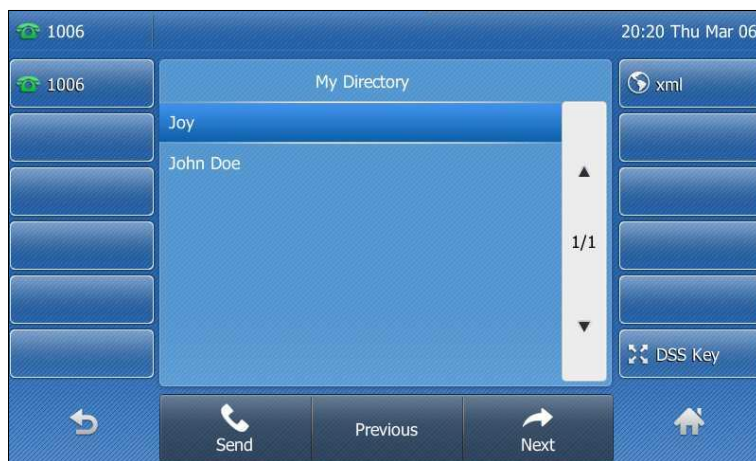 1006
20:20 Thu Mar 06
1006
My Directory
xml
Joy
John Doe
1/1
DSS Key
Send
Previous
Next